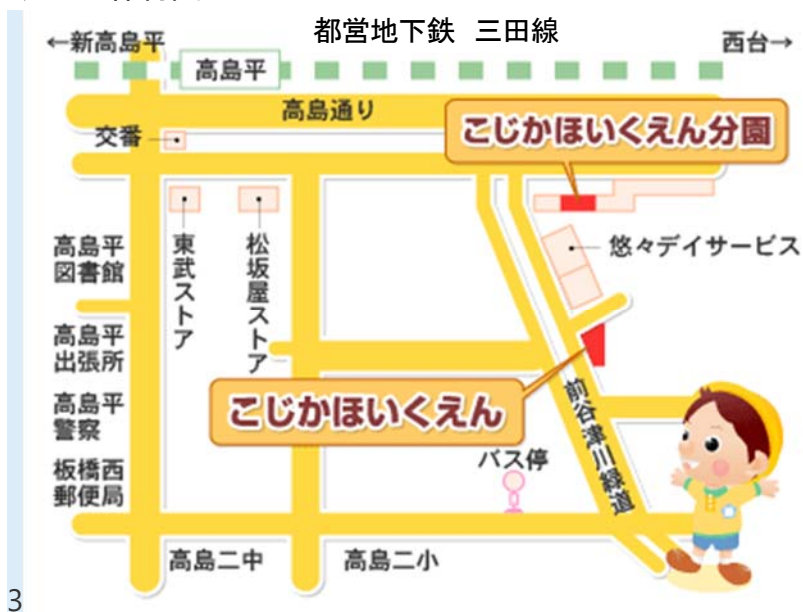 都営地下鉄 三田線
←新高島平
西台→
高島平
高島通り
交番
こじかほいくえん分園
高島平
図書館
東武ストア
松坂屋ストア
悠々デイサービス
高島平
出張所
こじかほいくえん
高島平
警察
前谷津川緑道
板橋西
郵便局
バス停
高島二中
高島二小
3